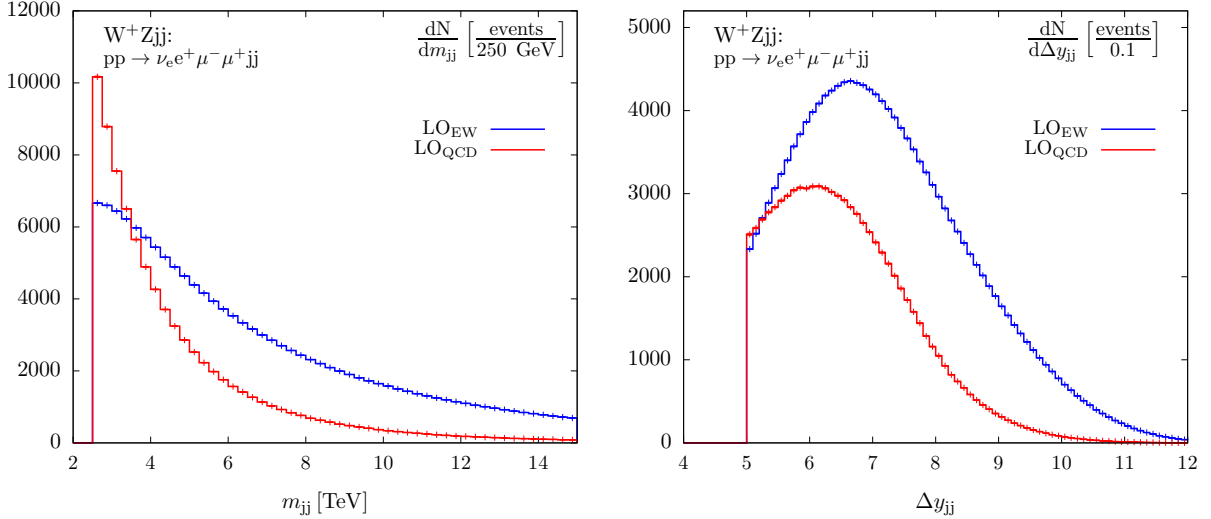 W⁺Zjj:
pp → νₑe⁺μ⁻μ⁺jj
dN/dm_jj [events/250 GeV]
LO_EW
LO_QCD
12000
10000
8000
6000
4000
2000
0
2 4 6 8 10 12 14
m_jj [TeV]
W⁺Zjj:
pp → νₑe⁺μ⁻μ⁺jj
dN/dΔy_jj [events/0.1]
LO_EW
LO_QCD
5000
4000
3000
2000
1000
0
4 5 6 7 8 9 10 11 12
Δy_jj